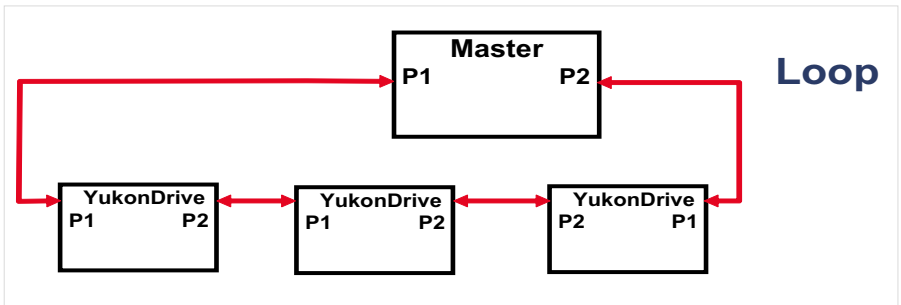 Master
P1 P2
Loop
YukonDrive
P1 P2
YukonDrive
P1 P2
YukonDrive
P2 P1